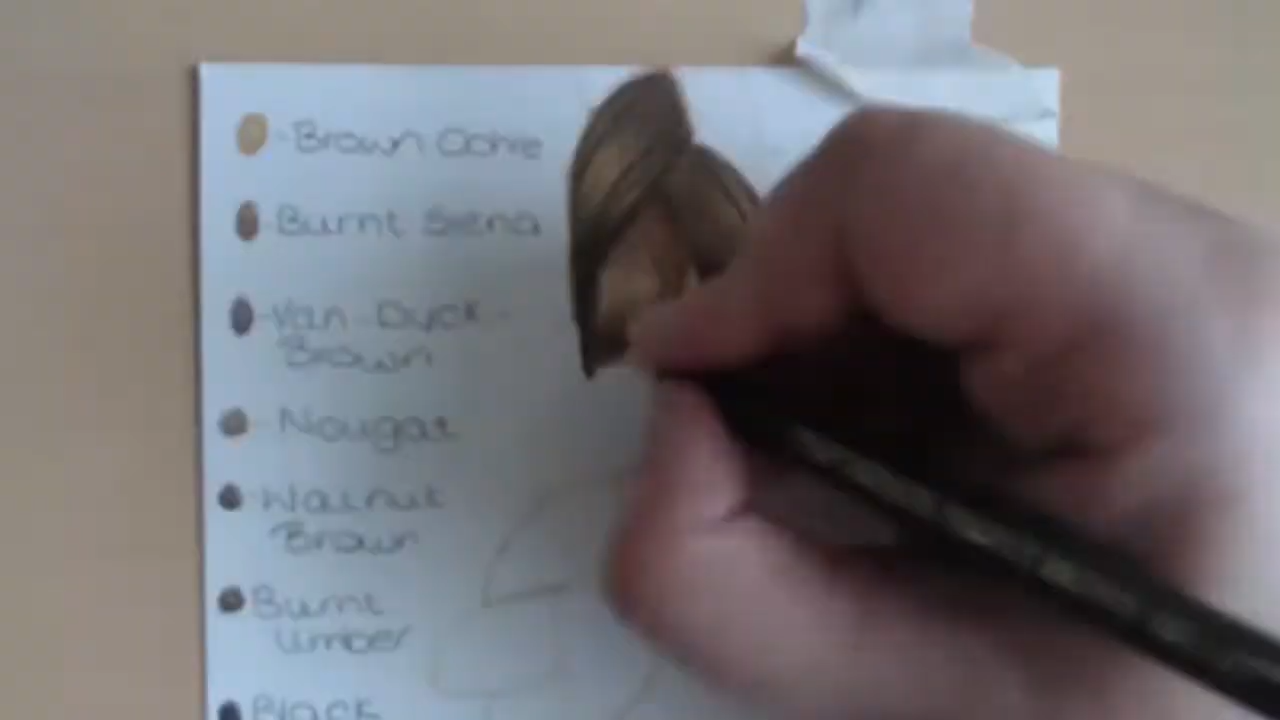 Brown Ochre
Burnt Siena
Van-Dyck-
Brown
Nougat
Walnut
Brown
Burnt
Umber
Black